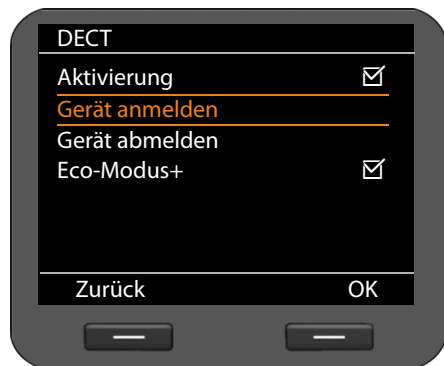 DECT
Aktivierung
Gerät anmelden
Gerät abmelden
Eco-Modus+
Zurück OK